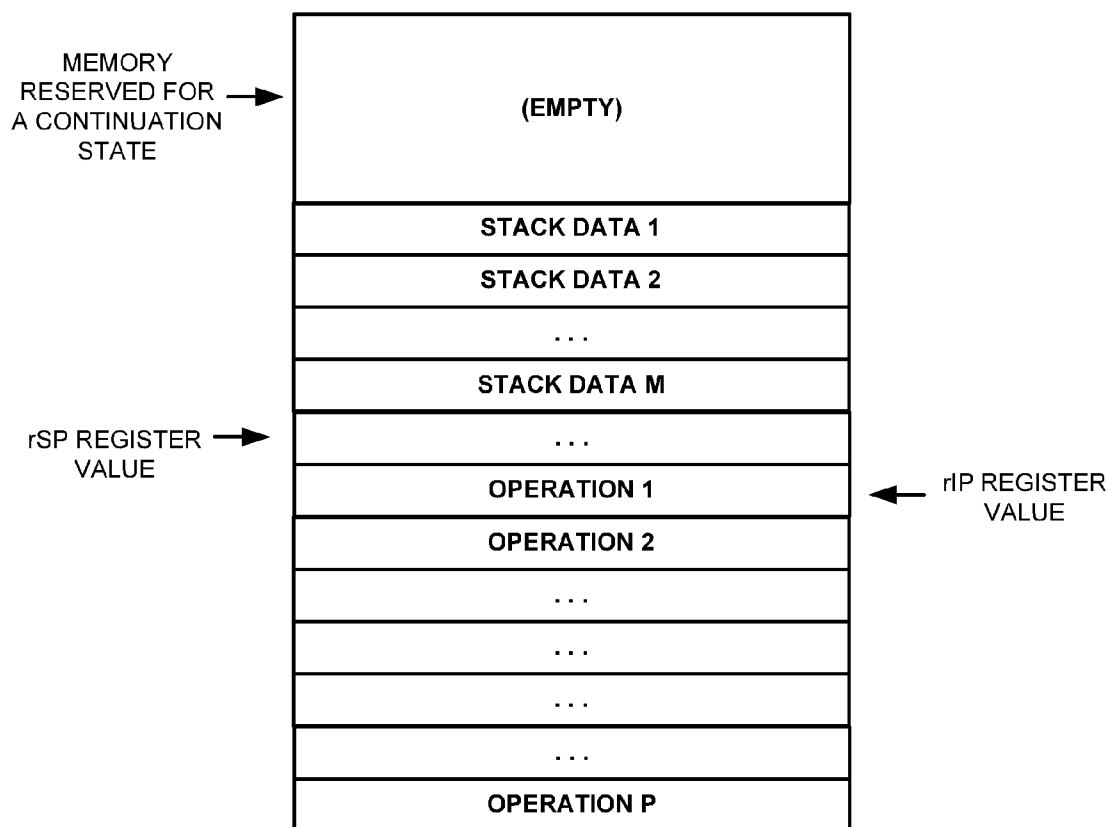 MEMORY
RESERVED FOR
A CONTINUATION
STATE
(EMPTY)
STACK DATA 1
STACK DATA 2
. . .
STACK DATA M
rSP REGISTER
VALUE
. . .
OPERATION 1
rIP REGISTER
VALUE
OPERATION 2
. . .
. . .
. . .
. . .
OPERATION P